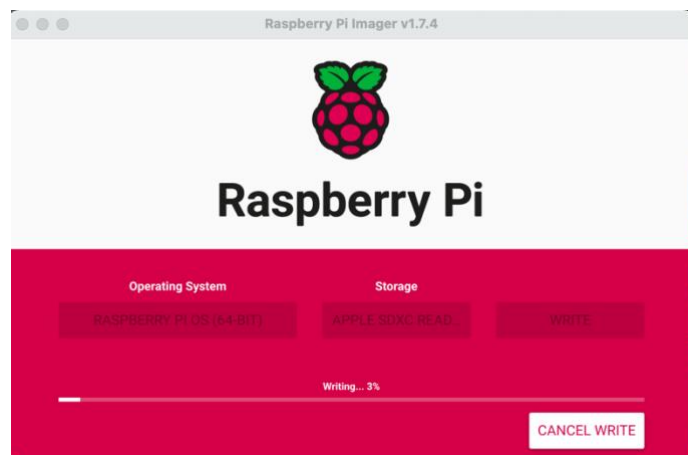 Raspberry Pi Imager v1.7.4
Raspberry Pi
Operating System Storage
RASPBERRY PI OS (64-BIT) APPLE SDXC READ.. WRITE
Writing... 3%
CANCEL WRITE